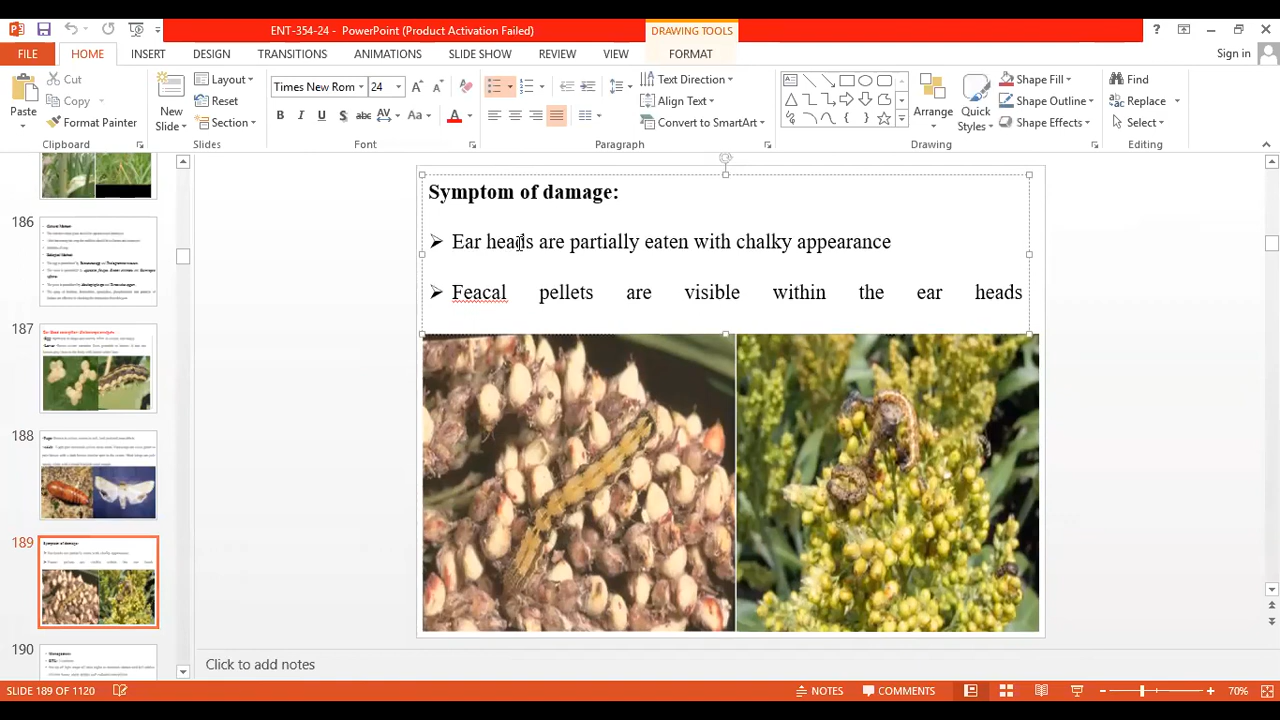 ENT-354-24 - PowerPoint (Product Activation Failed)
DRAWING TOOLS
Sign in
FILE HOME INSERT DESIGN TRANSITIONS ANIMATIONS SLIDE SHOW REVIEW VIEW FORMAT
Paste
Cut
Copy
Format Painter
Clipboard
New
Slide
Layout
Reset
Section
Slides
Times New Rom 24
Font
Text Direction
Align Text
Convert to SmartArt
Paragraph
Arrange
Quick
Styles
Shape Fill
Shape Outline
Shape Effects
Drawing
Find
Replace
Select
Editing
186
187
188
189
190
Symptom of damage:
Ear heads are partially eaten with chalky appearance
Feacal pellets are visible within the ear heads
Click to add notes
SLIDE 189 OF 1120
NOTES
COMMENTS
70%